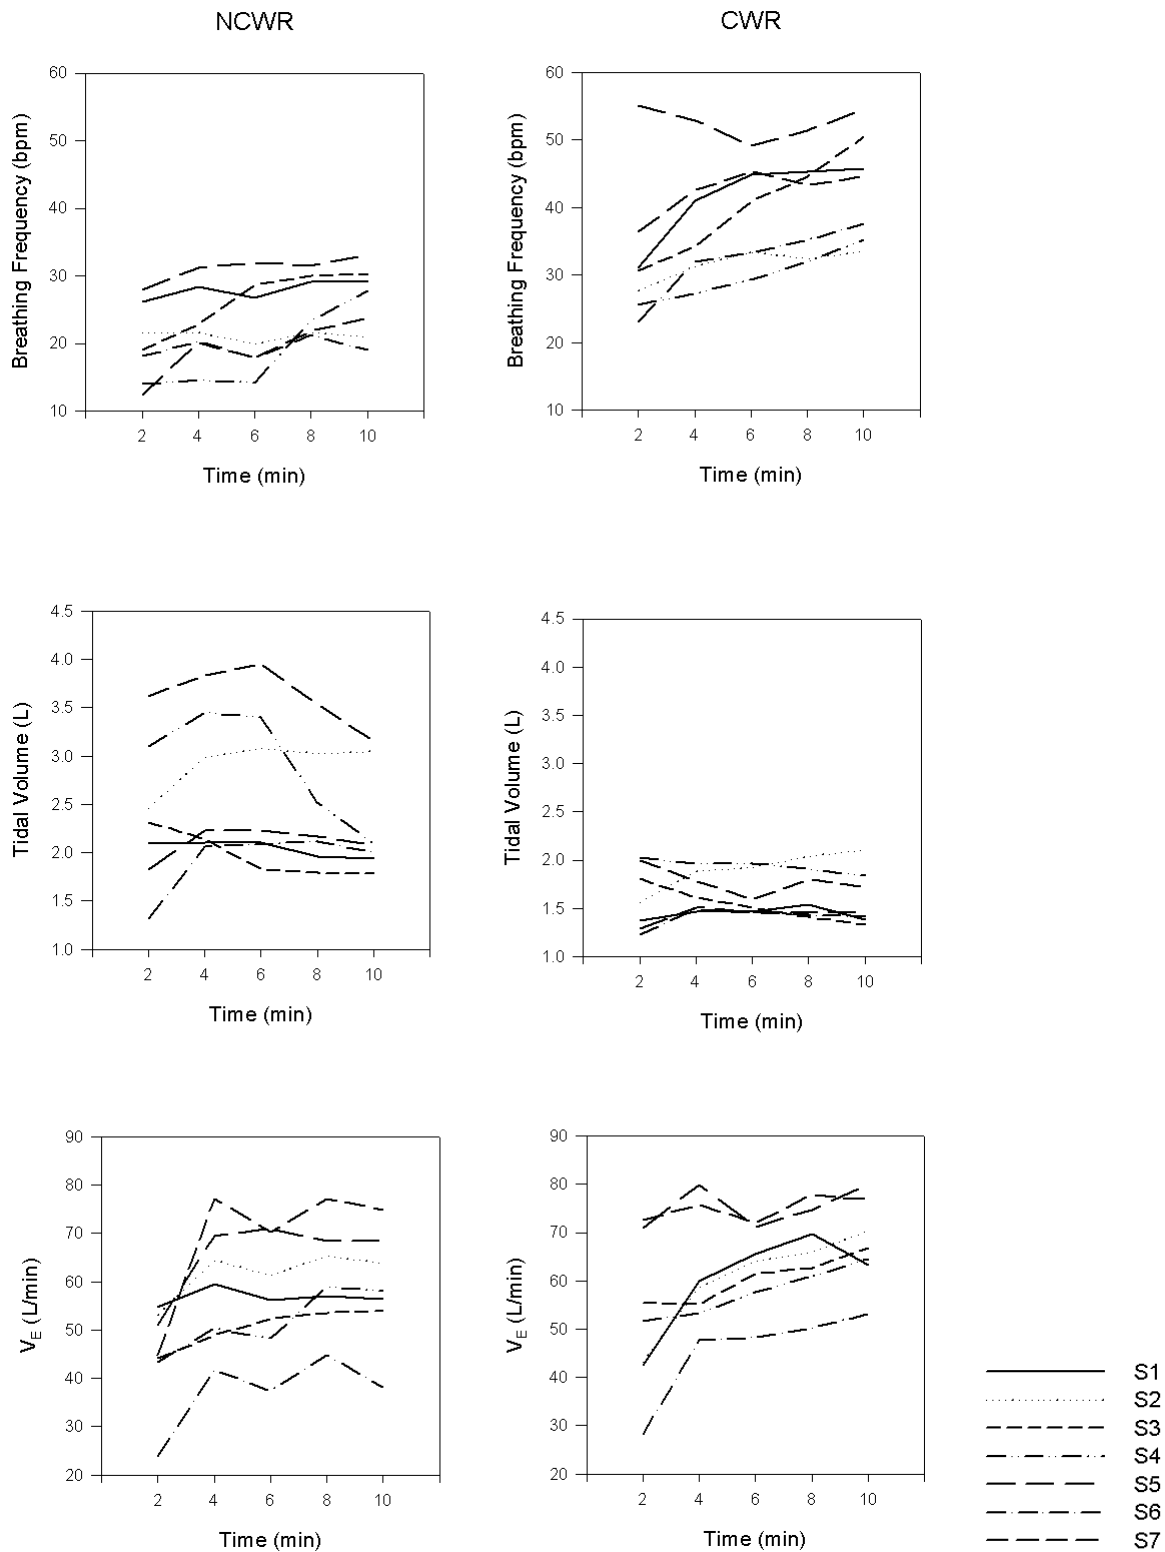 NCWR CWR
60
50
40
30
20
10
Breathing Frequency (bpm)
2 4 6 8 10
Time (min)
60
50
40
30
20
10
Breathing Frequency (bpm)
2 4 6 8 10
Time (min)
4.5
4.0
3.5
3.0
2.5
2.0
1.5
1.0
Tidal Volume (L)
2 4 6 8 10
Time (min)
4.5
4.0
3.5
3.0
2.5
2.0
1.5
1.0
Tidal Volume (L)
2 4 6 8 10
Time (min)
90
80
70
60
50
40
30
20
VE (L/min)
2 4 6 8 10
Time (min)
90
80
70
60
50
40
30
20
VE (L/min)
2 4 6 8 10
Time (min)
S1
S2
S3
S4
S5
S6
S7